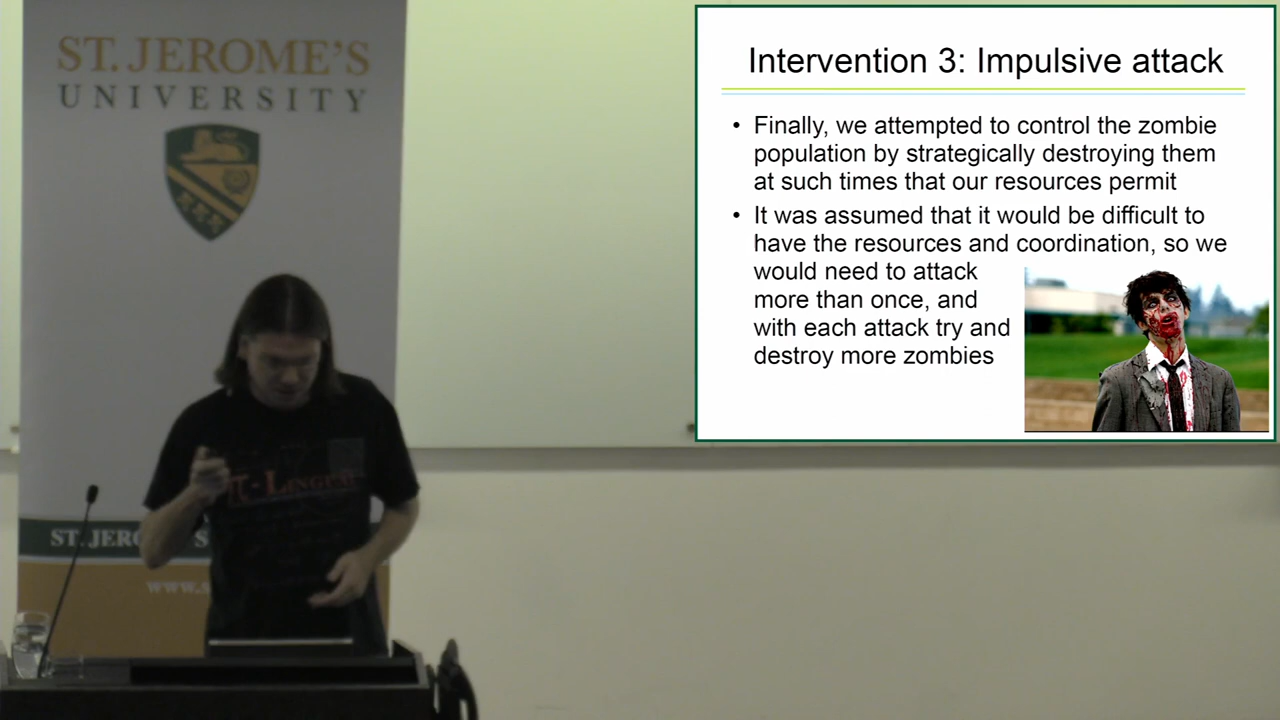 ST. JEROME'S
UNIVERSITY
Intervention 3: Impulsive attack
• Finally, we attempted to control the zombie
population by strategically destroying them
at such times that our resources permit
• It was assumed that it would be difficult to
have the resources and coordination, so we
would need to attack
more than once, and
with each attack try and
destroy more zombies
π-
ST. JERO
S
www.s